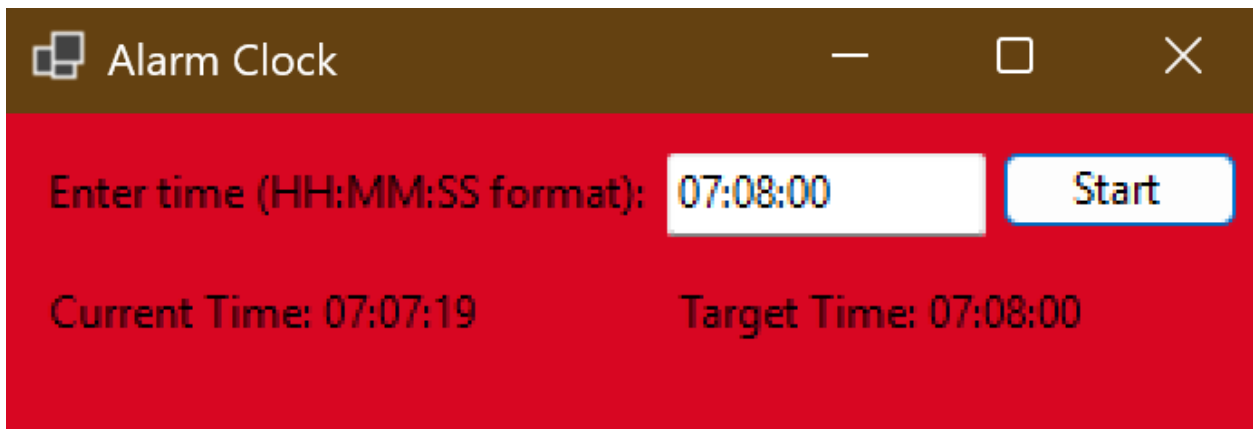 Alarm Clock
Enter time (HH:MM:SS format): 07:08:00 Start
Current Time: 07:07:19 Target Time: 07:08:00